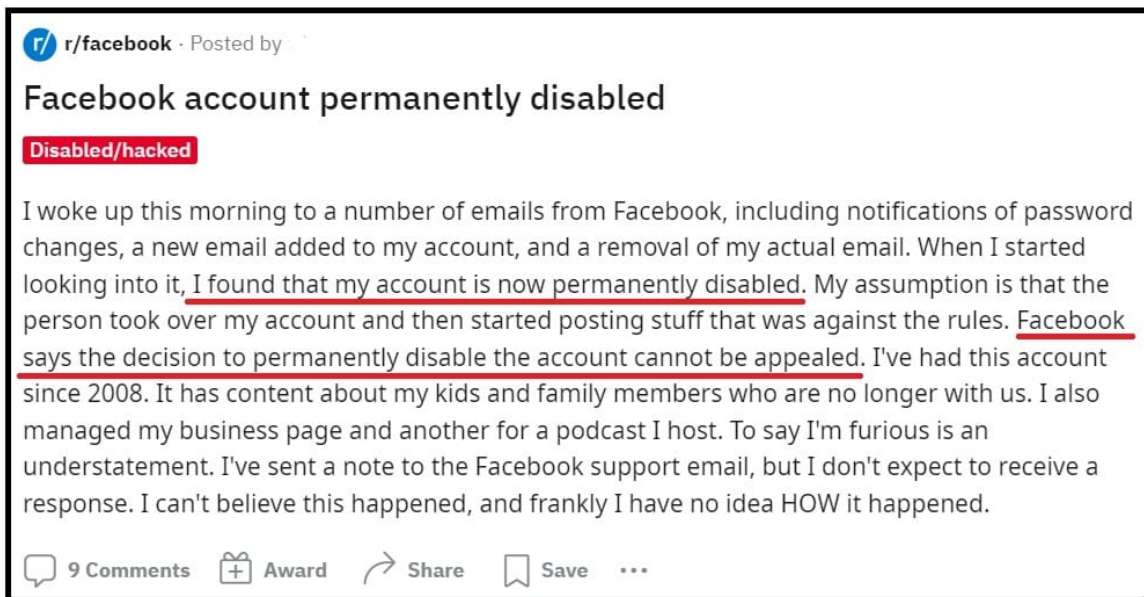 r/ r/facebook · Posted by
Facebook account permanently disabled
Disabled/hacked
I woke up this morning to a number of emails from Facebook, including notifications of password
changes, a new email added to my account, and a removal of my actual email. When I started
looking into it, I found that my account is now permanently disabled. My assumption is that the
person took over my account and then started posting stuff that was against the rules. Facebook
says the decision to permanently disable the account cannot be appealed. I've had this account
since 2008. It has content about my kids and family members who are no longer with us. I also
managed my business page and another for a podcast I host. To say I'm furious is an
understatement. I've sent a note to the Facebook support email, but I don't expect to receive a
response. I can't believe this happened, and frankly I have no idea HOW it happened.
9 Comments Award Share Save ...